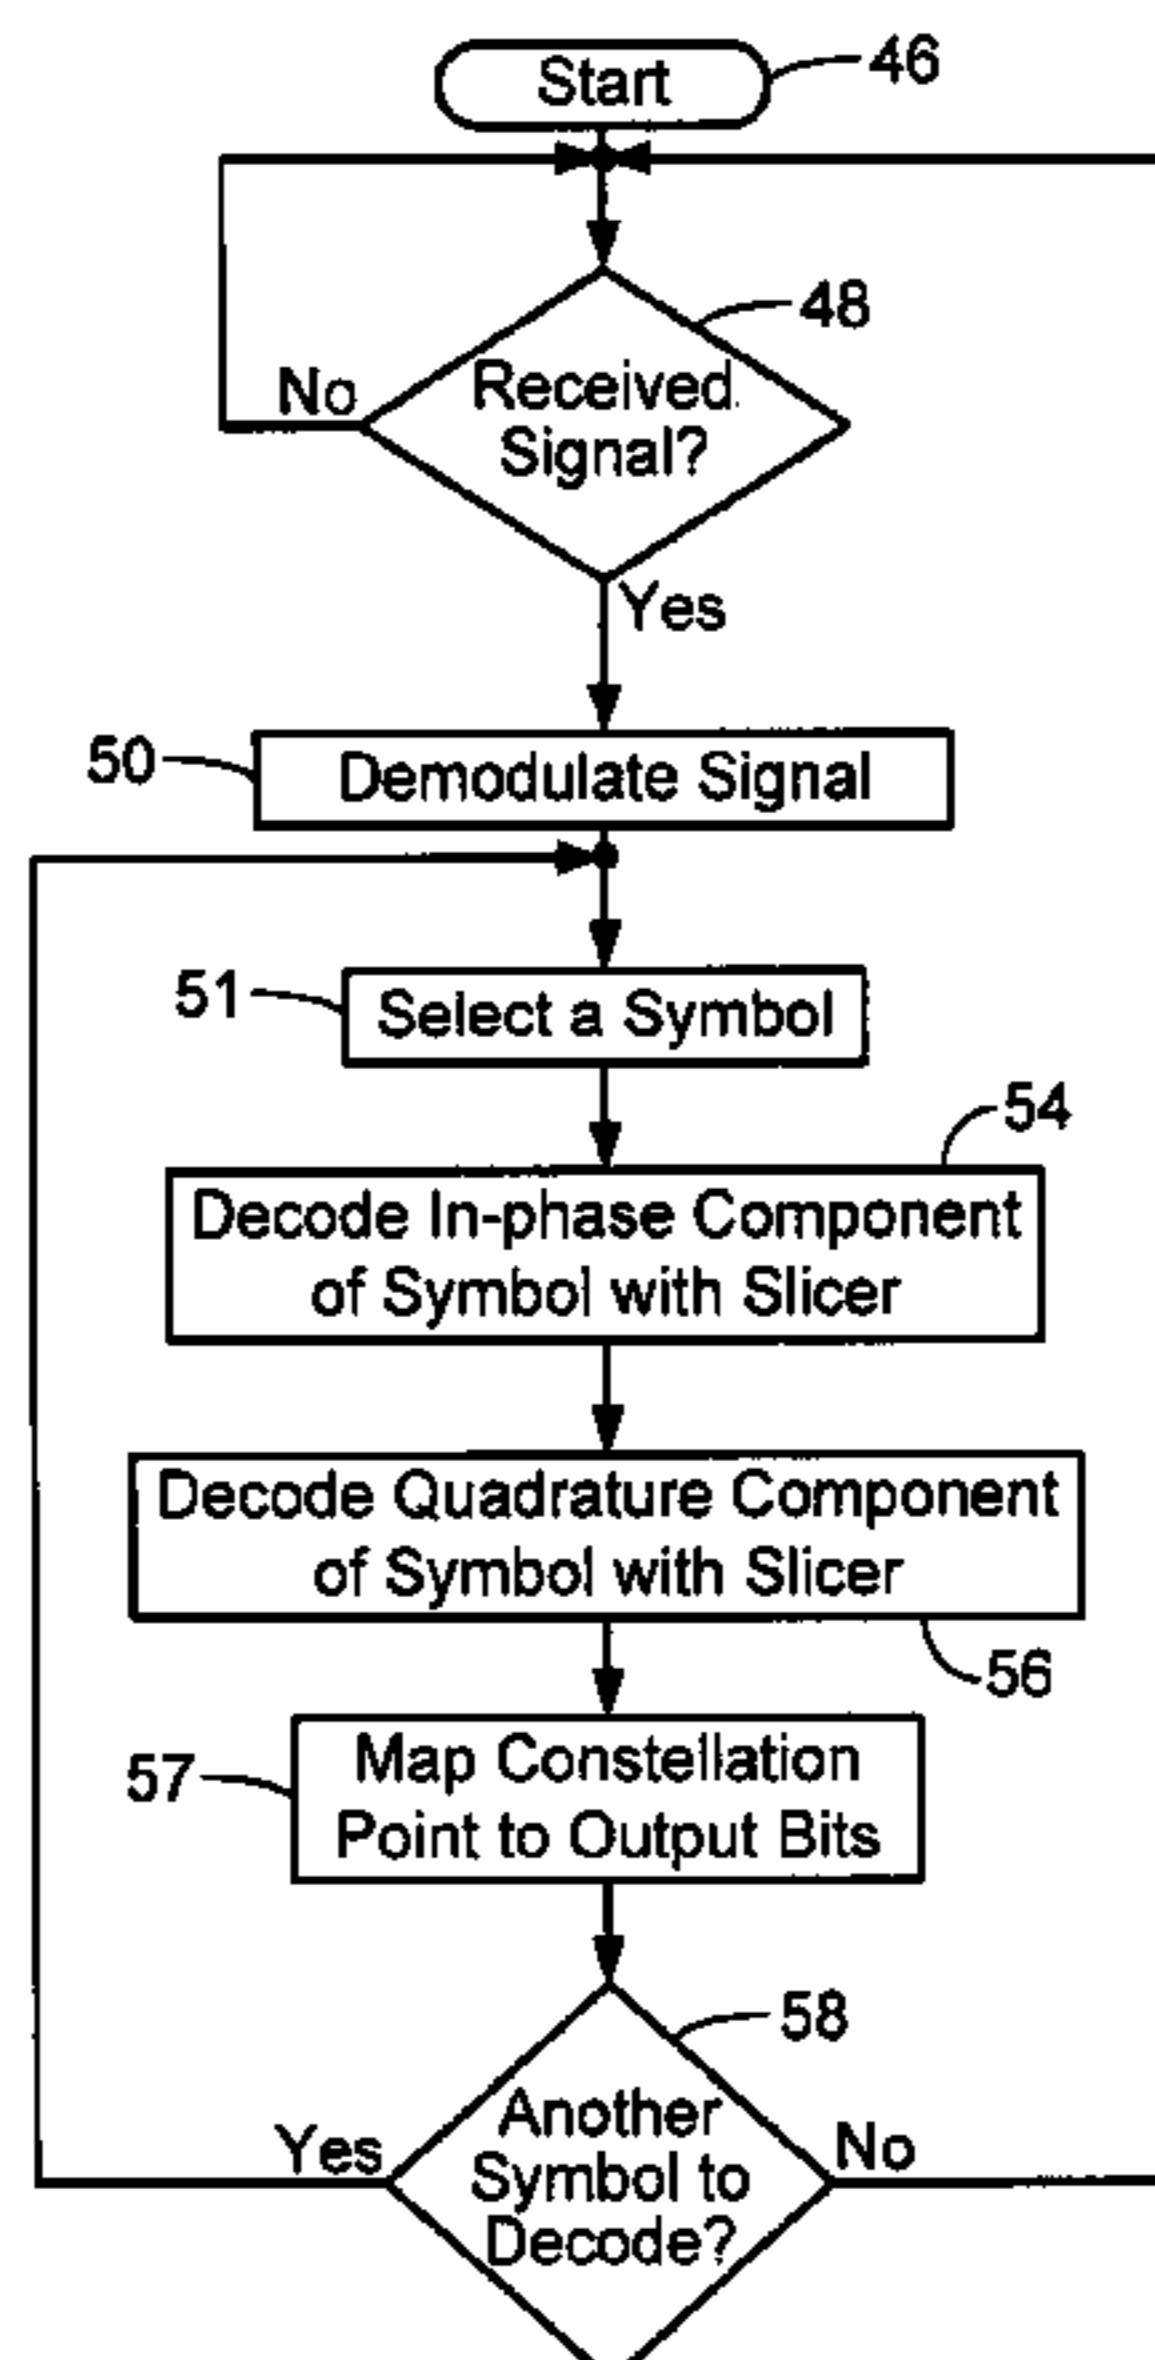 Start
46
48
Received
Signal?
No
Yes
50
Demodulate Signal
51
Select a Symbol
54
Decode In-phase Component
of Symbol with Slicer
Decode Quadrature Component
of Symbol with Slicer
56
57
Map Constellation
Point to Output Bits
58
Another
Symbol to
Decode?
Yes
No